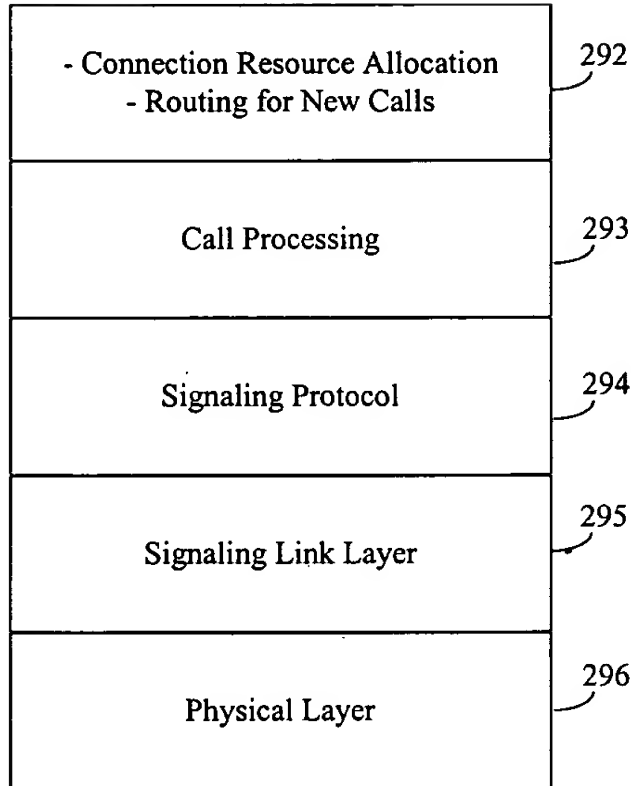 - Connection Resource Allocation
- Routing for New Calls
292
Call Processing
293
Signaling Protocol
294
Signaling Link Layer
295
Physical Layer
296